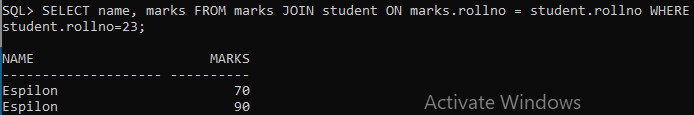 SQL> SELECT name, marks FROM marks JOIN student ON marks.rollno = student.rollno WHERE
student.rollno=23;
NAME MARKS
-------------------- ----------
Espilon 70
Espilon 90
Activate Windows